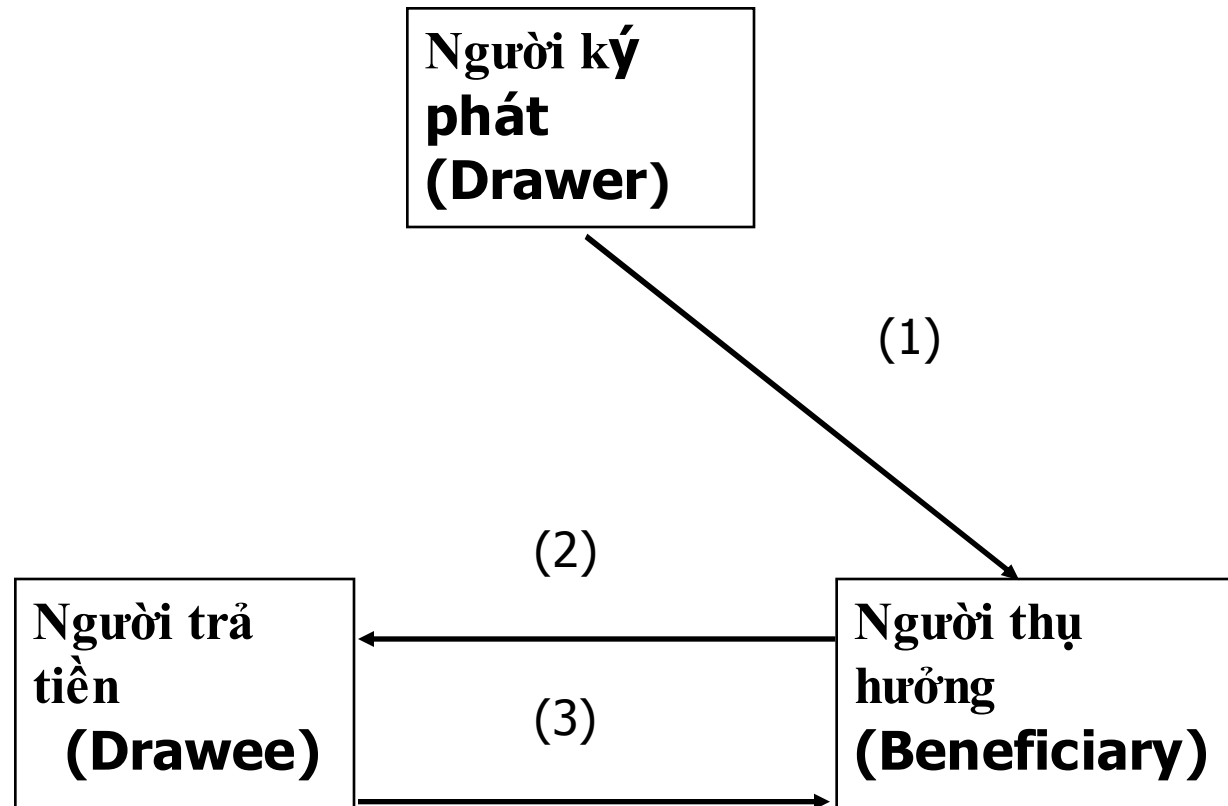 Người ký
phát
(Drawer)
(1)
(2)
Người trả
tiền
(Drawee)
(3)
Người thụ
hưởng
(Beneficiary)